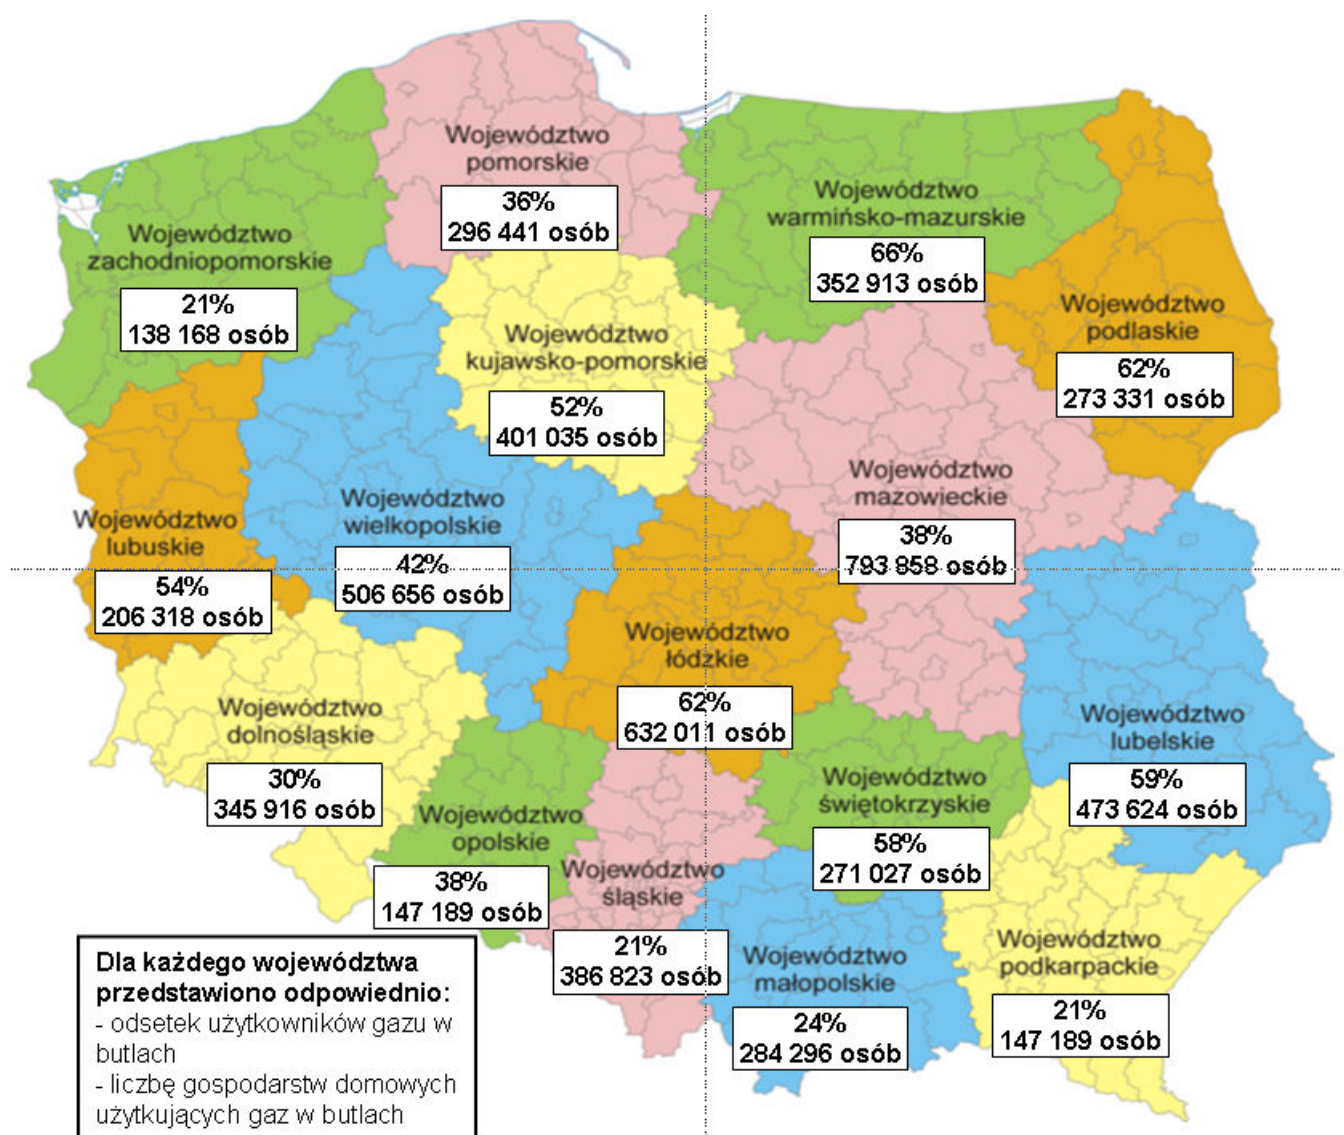 Województwo
pomorskie
36%
296 441 osób
Województwo
warmińsko-mazurskie
66%
352 913 osób
Województwo
zachodniopomorskie
21%
138 168 osób
Województwo
podlaskie
62%
273 331 osób
Województwo
kujawsko-pomorskie
52%
401 035 osób
Województwo
mazowieckie
38%
793 858 osób
Województwo
wielkopolskie
42%
506 656 osób
Województwo
lubuskie
54%
206 318 osób
Województwo
łódzkie
62%
632 011 osób
Województwo
dolnośląskie
30%
345 916 osób
Województwo
lubelskie
59%
473 624 osób
Województwo
świętokrzyskie
58%
271 027 osób
Województwo
opolskie
38%
147 189 osób
Województwo
śląskie
21%
386 823 osób
Województwo
małopolskie
24%
284 296 osób
Województwo
podkarpackie
21%
147 189 osób
Dla każdego województwa
przedstawiono odpowiednio:
- odsetek użytkowników gazu w
butlach
- liczbę gospodarstw domowych
użytkujących gaz w butlach